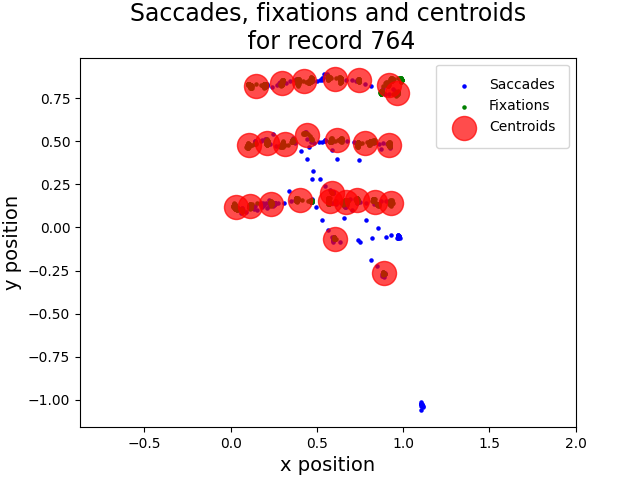 Saccades, fixations and centroids
for record 764
Saccades
Fixations
Centroids
0.75
0.50
0.25
0.00
−0.25
−0.50
−0.75
−1.00
y position
−0.5
0.0
0.5
1.0
1.5
2.0
x position